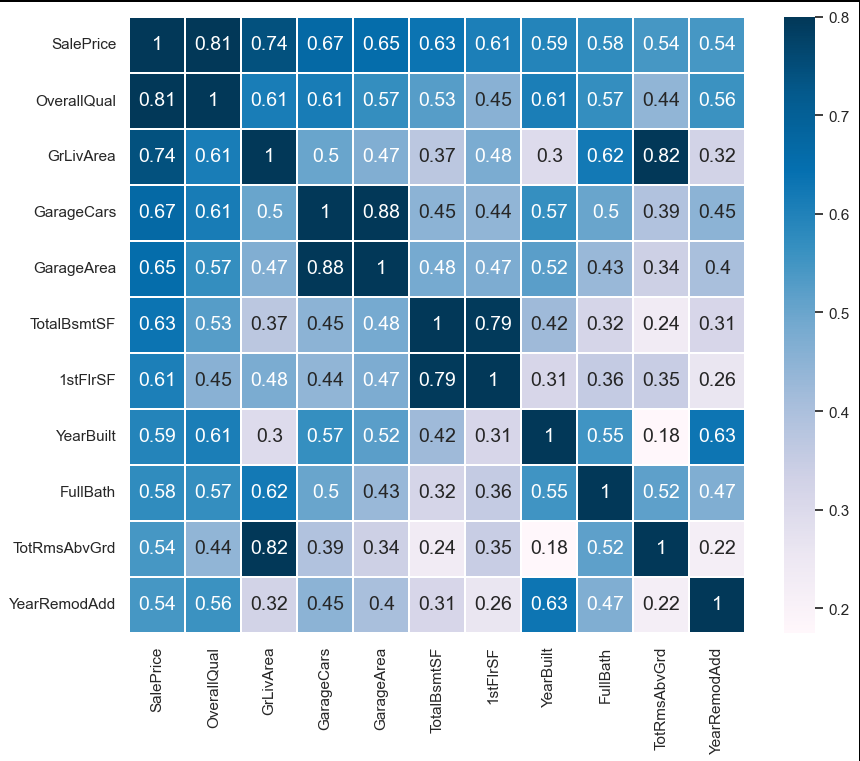 SalePrice 1 0.81 0.74 0.67 0.65 0.63 0.61 0.59 0.58 0.54 0.54
OverallQual 0.81 1 0.61 0.61 0.57 0.53 0.45 0.61 0.57 0.44 0.56
GrLivArea 0.74 0.61 1 0.5 0.47 0.37 0.48 0.3 0.62 0.82 0.32
GarageCars 0.67 0.61 0.5 1 0.88 0.45 0.44 0.57 0.5 0.39 0.45
GarageArea 0.65 0.57 0.47 0.88 1 0.48 0.47 0.52 0.43 0.34 0.4
TotalBsmtSF 0.63 0.53 0.37 0.45 0.48 1 0.79 0.42 0.32 0.24 0.31
1stFlrSF 0.61 0.45 0.48 0.44 0.47 0.79 1 0.31 0.36 0.35 0.26
YearBuilt 0.59 0.61 0.3 0.57 0.52 0.42 0.31 1 0.55 0.18 0.63
FullBath 0.58 0.57 0.62 0.5 0.43 0.32 0.36 0.55 1 0.52 0.47
TotRmsAbvGrd 0.54 0.44 0.82 0.39 0.34 0.24 0.35 0.18 0.52 1 0.22
YearRemodAdd 0.54 0.56 0.32 0.45 0.4 0.31 0.26 0.63 0.47 0.22 1
SalePrice
OverallQual
GrLivArea
GarageCars
GarageArea
TotalBsmtSF
1stFlrSF
YearBuilt
FullBath
TotRmsAbvGrd
YearRemodAdd
0.8
0.7
0.6
0.5
0.4
0.3
0.2